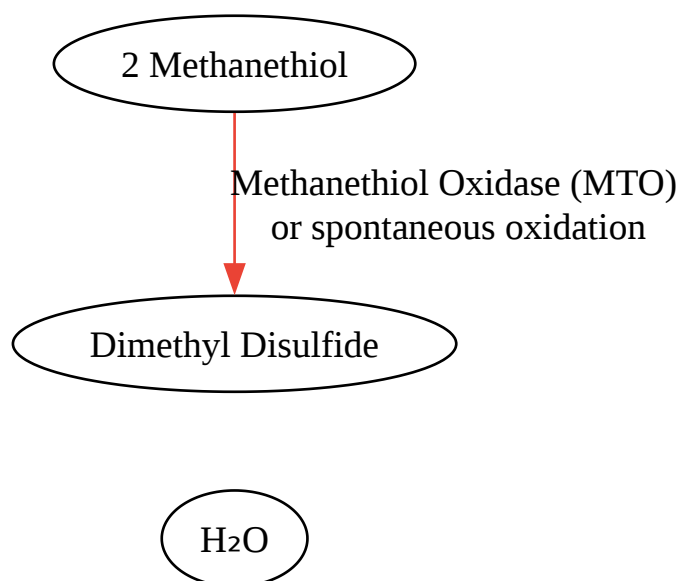 2 Methanethiol
Methanethiol Oxidase (MTO)
or spontaneous oxidation
Dimethyl Disulfide
H₂O